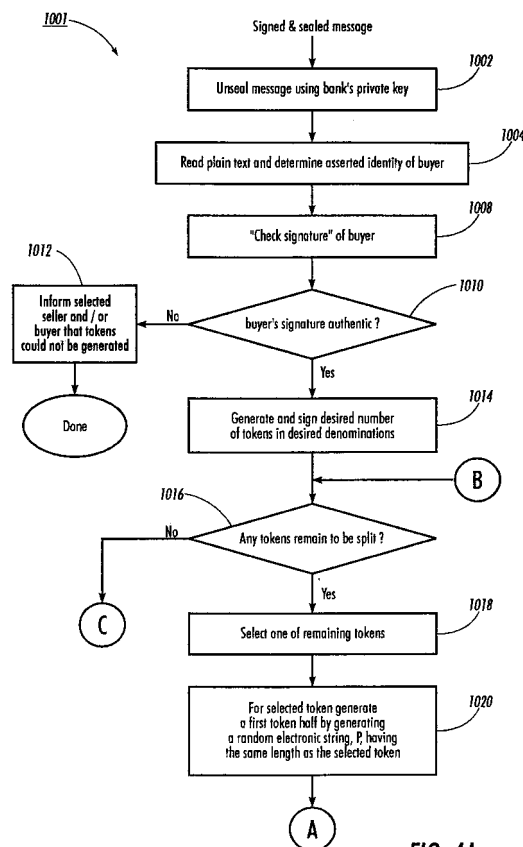 1001
Signed & sealed message
1002
Unseal message using bank's private key
1004
Read plain text and determine asserted identity of buyer
1008
"Check signature" of buyer
1012
1010
Inform selected
seller and / or
buyer that tokens
could not be generated
No
buyer's signature authentic ?
Yes
Done
1014
Generate and sign desired number
of tokens in desired denominations
B
1016
No
Any tokens remain to be split ?
Yes
C
1018
Select one of remaining tokens
1020
For selected token generate
a first token half by generating
a random electronic string, P, having
the same length as the selected token
A